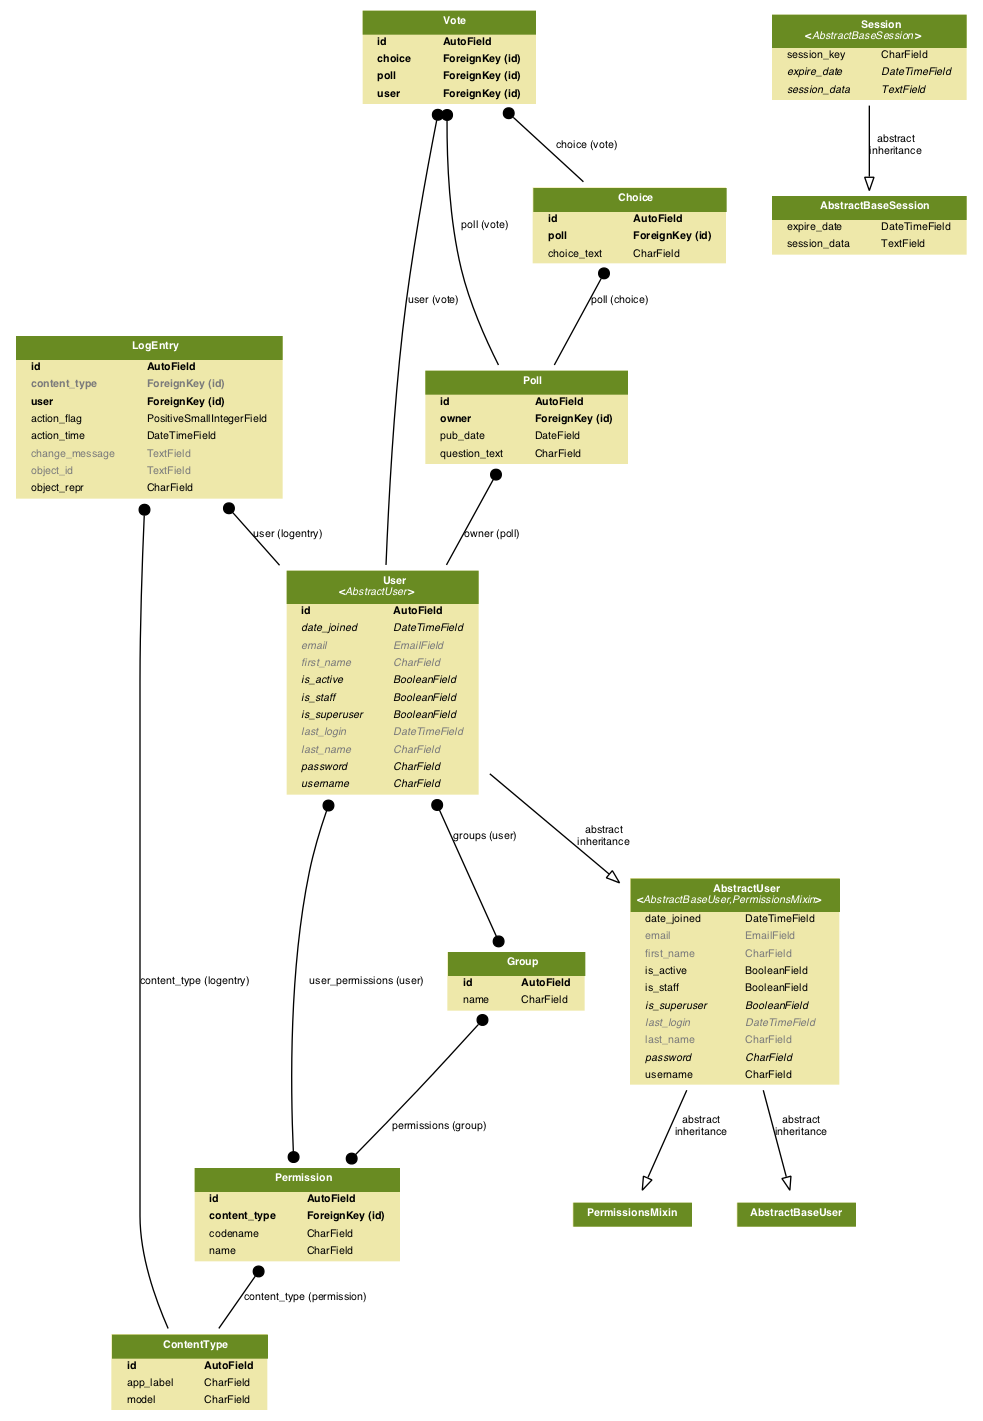 Vote
id AutoField
choice ForeignKey (id)
poll ForeignKey (id)
user ForeignKey (id)
Session
<AbstractBaseSession>
session_key CharField
expire_date DateTimeField
session_data TextField
abstract
inheritance
AbstractBaseSession
expire_date DateTimeField
session_data TextField
choice (vote)
Choice
id AutoField
poll ForeignKey (id)
choice_text CharField
poll (vote)
user (vote)
poll (choice)
LogEntry
id AutoField
content_type ForeignKey (id)
user ForeignKey (id)
action_flag PositiveSmallIntegerField
action_time DateTimeField
change_message TextField
object_id TextField
object_repr CharField
Poll
id AutoField
owner ForeignKey (id)
pub_date DateField
question_text CharField
user (logentry)
owner (poll)
User
<AbstractUser>
id AutoField
date_joined DateTimeField
email EmailField
first_name CharField
is_active BooleanField
is_staff BooleanField
is_superuser BooleanField
last_login DateTimeField
last_name CharField
password CharField
username CharField
groups (user)
abstract
inheritance
AbstractUser
<AbstractBaseUser,PermissionsMixin>
date_joined DateTimeField
email EmailField
first_name CharField
is_active BooleanField
is_staff BooleanField
is_superuser BooleanField
last_login DateTimeField
last_name CharField
password CharField
username CharField
content_type (logentry)
user_permissions (user)
Group
id AutoField
name CharField
permissions (group)
abstract
inheritance
abstract
inheritance
PermissionsMixin
AbstractBaseUser
Permission
id AutoField
content_type ForeignKey (id)
codename CharField
name CharField
content_type (permission)
ContentType
id AutoField
app_label CharField
model CharField